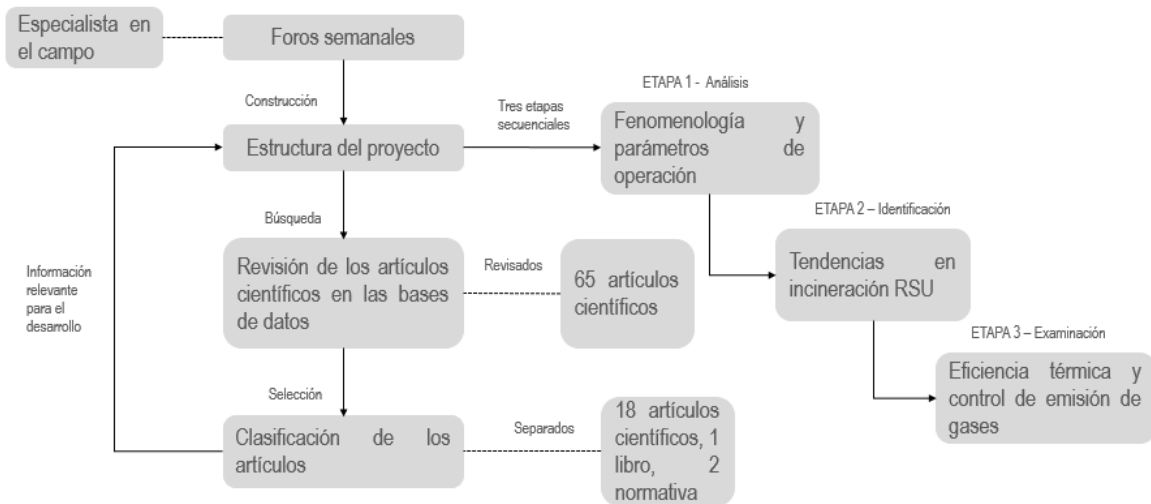 Especialista en
el campo
Foros semanales
Construcción
Estructura del proyecto
Tres etapas
secuenciales
ETAPA 1 - Análisis
Fenomenología y
parámetros de
operación
ETAPA 2 – Identificación
Tendencias en
incineración RSU
ETAPA 3 – Examinación
Eficiencia térmica y
control de emisión de
gases
Búsqueda
Revisión de los artículos
científicos en las bases
de datos
Revisados
65 artículos
científicos
Información
relevante
para el
desarrollo
Selección
Clasificación de los
artículos
Separados
18 artículos
científicos, 1
libro, 2
normativa